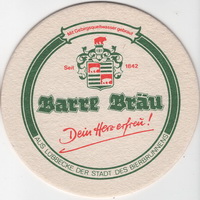 Mit Gebirgsquellwasser gebraut
Seit 1842
Barre Bräu
Dein Herz erfreu!
AUS LÜBBECKE DER STADT DES BIERBRUNNENS